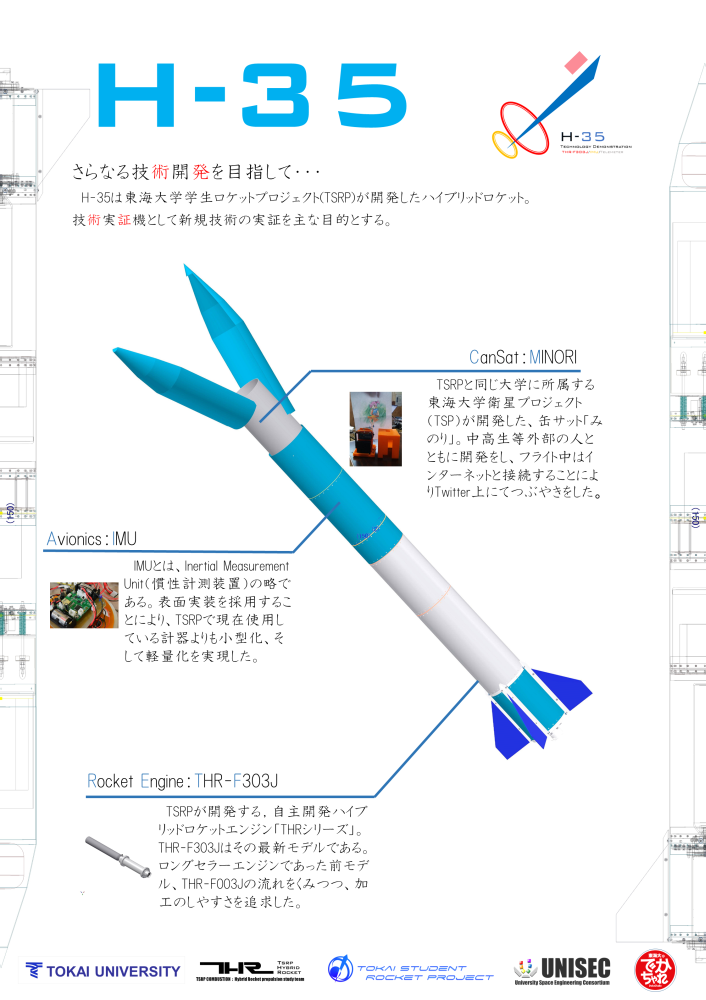 H-35
H-35
TECHNOLOGY DEMONSTRATION
さらなる技術開発を目指して･･･
H-35は東海大学学生ロケットプロジェクト(TSRP)が開発したハイブリッドロケット。
技術実証機として新規技術の実証を主な目的とする。
CanSat：MINORI
TSRPと同じ大学に所属する
東海大学衛星プロジェクト
(TSP)が開発した、缶サット「み
のり」。中高生等外部の人と
ともに開発をし、フライト中はイ
ンターネットと接続することによ
りTwitter上にてつぶやきをした。
(150)
(150)
Avionics：IMU
IMUとは、Inertial Measurement
Unit(慣性計測装置)の略で
ある。表面実装を採用するこ
とにより、TSRPで現在使用し
ている計器よりも小型化、そ
して軽量化を実現した。
Rocket Engine：THR-F303J
TSRPが開発する，自主開発ハイブ
リッドロケットエンジン「THRシリーズ」。
THR-F303Jはその最新モデルである。
ロングセラーエンジンであった前モデ
ル、THR-F003Jの流れをくみつつ、加
工のしやすさを追求した。
TOKAI UNIVERSITY
THR
TSRP
HYBRID
ROCKET
TSRP COMBUSTION : Hybrid Rocket propulsion study team
TOKAI STUDENT
ROCKET PROJECT
UNISEC
University Space Engineering Consortium
東海大
でか
ちゃれ